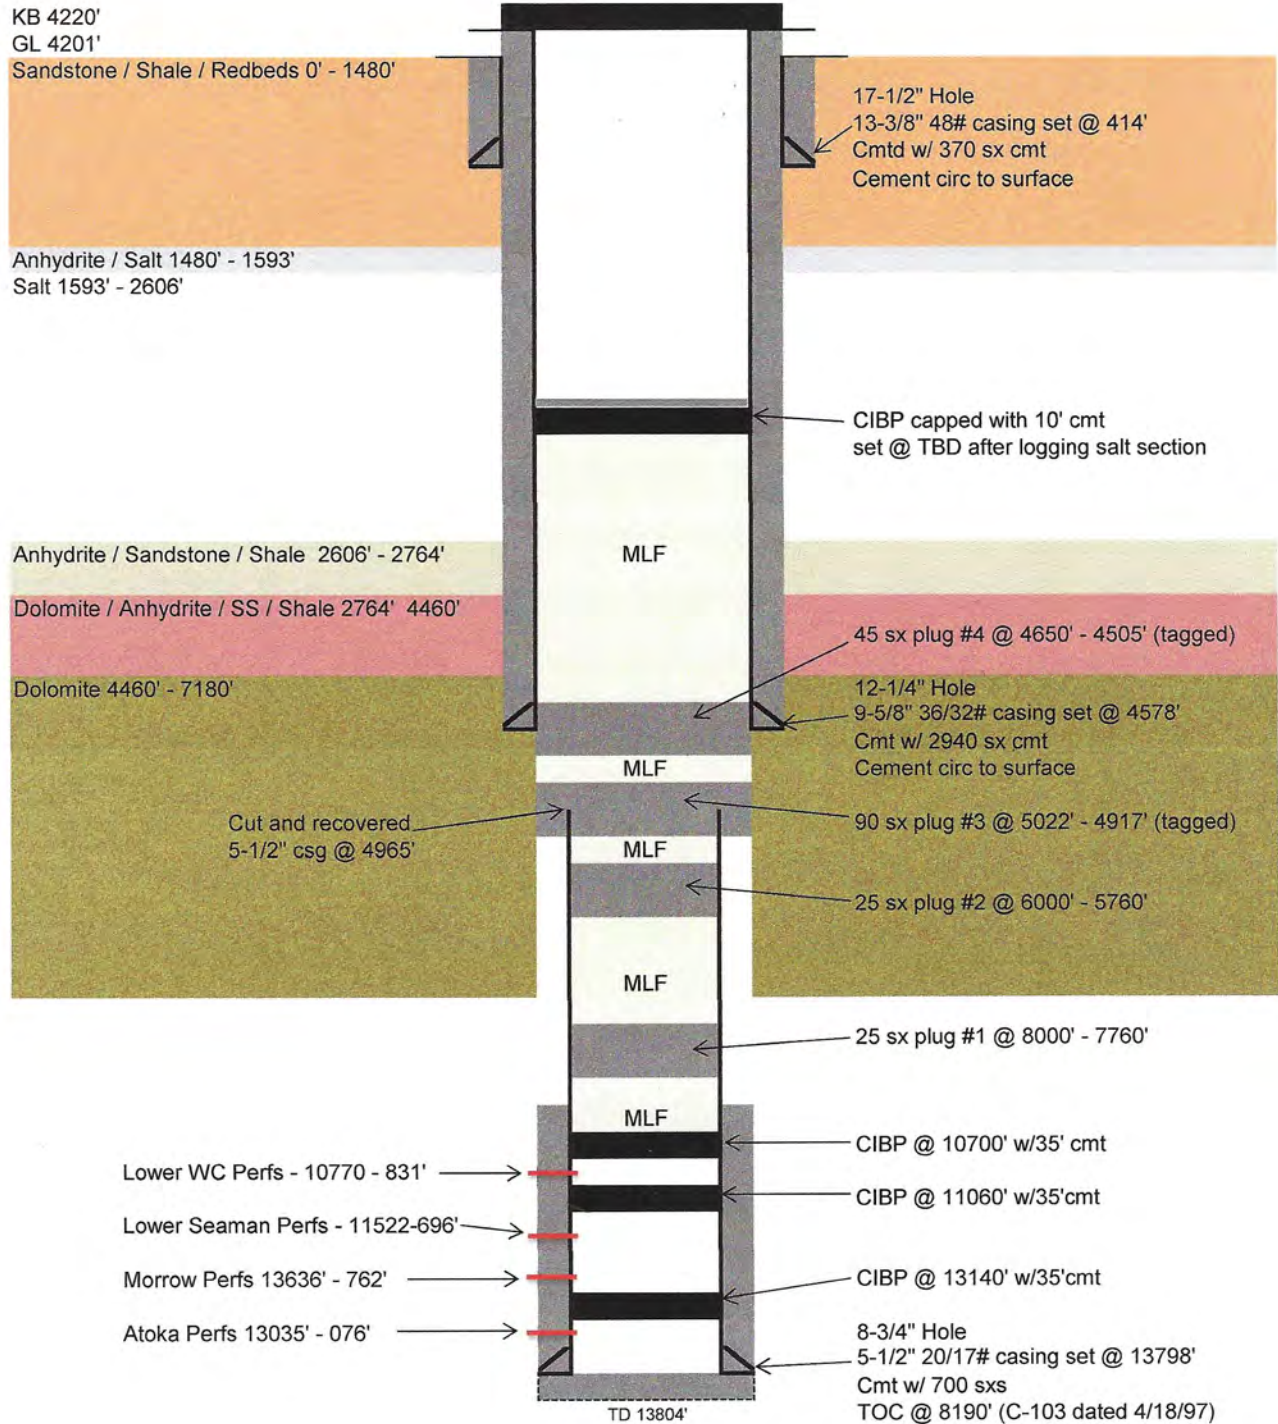 KB 4220'
GL 4201'
Sandstone / Shale / Redbeds 0' - 1480'
17-1/2" Hole
13-3/8" 48# casing set @ 414'
Cmtd w/ 370 sx cmt
Cement circ to surface
Anhydrite / Salt 1480' - 1593'
Salt 1593' - 2606'
CIBP capped with 10' cmt
set @ TBD after logging salt section
Anhydrite / Sandstone / Shale 2606' - 2764'
MLF
Dolomite / Anhydrite / SS / Shale 2764' 4460'
45 sx plug #4 @ 4650' - 4505' (tagged)
Dolomite 4460' - 7180'
12-1/4" Hole
9-5/8" 36/32# casing set @ 4578'
Cmt w/ 2940 sx cmt
Cement circ to surface
MLF
Cut and recovered
5-1/2" csg @ 4965'
90 sx plug #3 @ 5022' - 4917' (tagged)
MLF
25 sx plug #2 @ 6000' - 5760'
MLF
25 sx plug #1 @ 8000' - 7760'
MLF
CIBP @ 10700' w/35' cmt
Lower WC Perfs - 10770 - 831'
CIBP @ 11060' w/35'cmt
Lower Seaman Perfs - 11522-696'
Morrow Perfs 13636' - 762'
CIBP @ 13140' w/35'cmt
Atoka Perfs 13035' - 076'
8-3/4" Hole
5-1/2" 20/17# casing set @ 13798'
Cmt w/ 700 sxs
TOC @ 8190' (C-103 dated 4/18/97)
TD 13804'